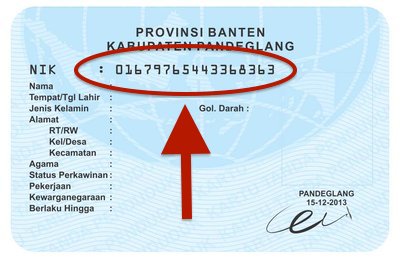 PROVINSI BANTEN
KABUPATEN PANDEGLANG
NIK : 01679765443368363
Nama :
Tempat/Tgl Lahir :
Jenis Kelamin : Gol. Darah :
Alamat :
RT/RW :
Kel/Desa :
Kecamatan :
Agama :
Status Perkawinan :
Pekerjaan :
Kewarganegaraan :
Berlaku Hingga :
PANDEGLANG
15-12-2013